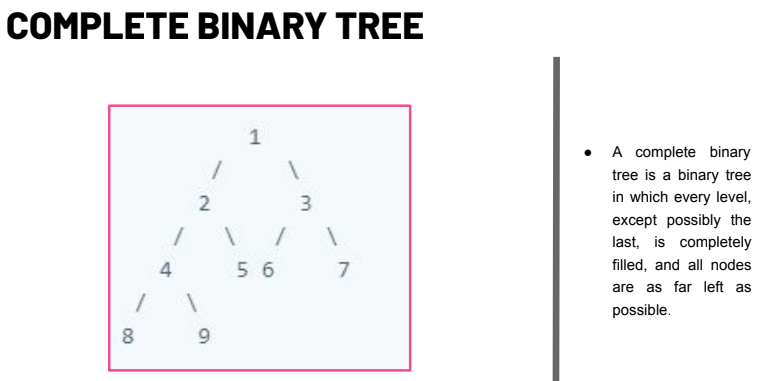 COMPLETE BINARY TREE
1
/ \
2 3
/ \ / \
4 5 6 7
/ \
8 9
● A complete binary
tree is a binary tree
in which every level,
except possibly the
last, is completely
filled, and all nodes
are as far left as
possible.